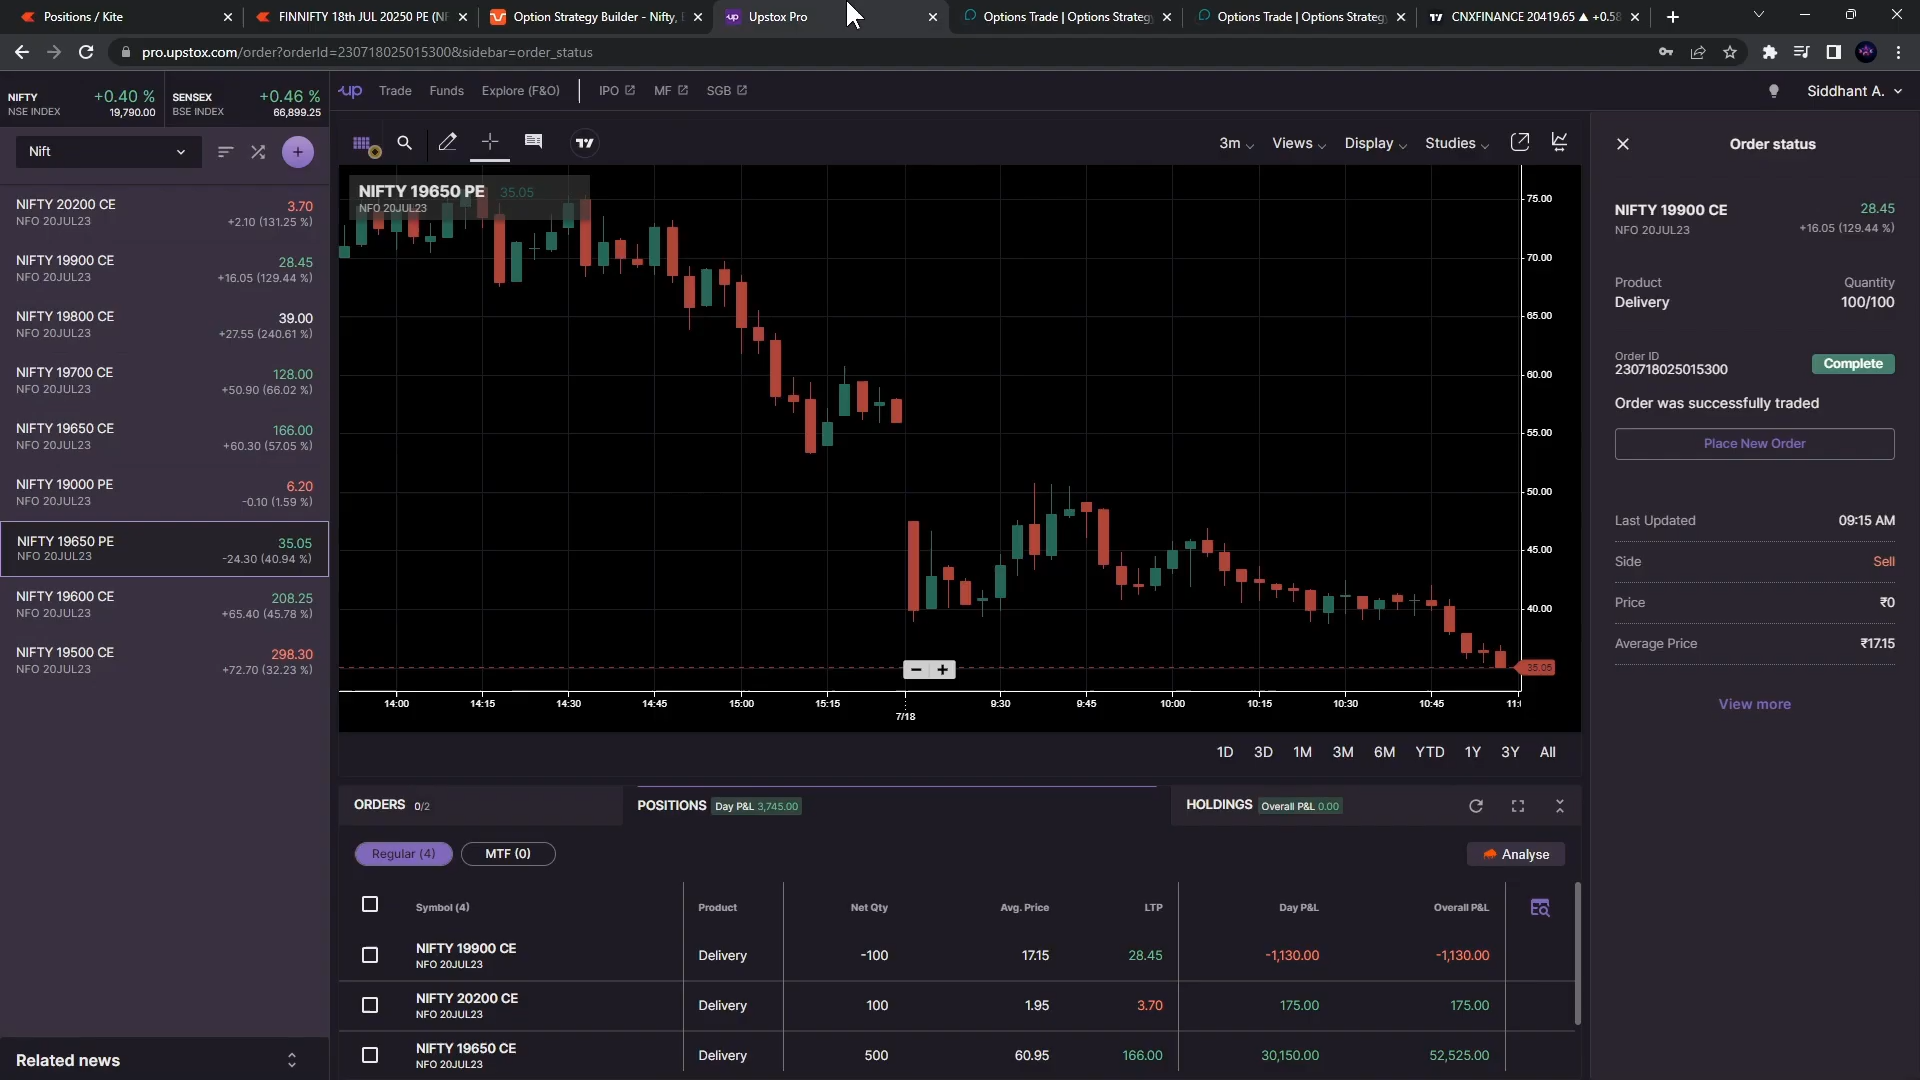 Positions / Kite
FINNIFTY 18th JUL 20250 PE (N
Option Strategy Builder - Nifty,
Upstox Pro
Options Trade | Options Strateg
Options Trade | Options Strateg
CNXFINANCE 20419.65 ▲ +0.58
pro.upstox.com/order?orderId=230718025015300&sidebar=order_status
NIFTY +0.40 %
NSE INDEX 19,790.00
SENSEX +0.46 %
BSE INDEX 66,899.25
up Trade Funds Explore (F&O) IPO MF SGB
Siddhant A.
Nift
3m Views Display Studies
NIFTY 20200 CE 3.70
NFO 20JUL23 +2.10 (131.25 %)
NIFTY 19900 CE 28.45
NFO 20JUL23 +16.05 (129.44 %)
NIFTY 19800 CE 39.00
NFO 20JUL23 +27.55 (240.61 %)
NIFTY 19700 CE 128.00
NFO 20JUL23 +50.90 (66.02 %)
NIFTY 19650 CE 166.00
NFO 20JUL23 +60.30 (57.05 %)
NIFTY 19000 PE 6.20
NFO 20JUL23 -0.10 (1.59 %)
NIFTY 19650 PE 35.05
NFO 20JUL23 -24.30 (40.94 %)
NIFTY 19600 CE 208.25
NFO 20JUL23 +65.40 (45.78 %)
NIFTY 19500 CE 298.30
NFO 20JUL23 +72.70 (32.23 %)
Related news
NIFTY 19650 PE 35.05
NFO 20JUL23
75.00
70.00
65.00
60.00
55.00
50.00
45.00
40.00
35.05
14:00 14:15 14:30 14:45 15:00 15:15 9:30 9:45 10:00 10:15 10:30 10:45 11:
7/18
1D 3D 1M 3M 6M YTD 1Y 3Y All
ORDERS 0/2
POSITIONS Day P&L 3,745.00
HOLDINGS Overall P&L 0.00
Regular (4) MTF (0)
Analyse
Symbol (4) Product Net Qty Avg. Price LTP Day P&L Overall P&L
NIFTY 19900 CE Delivery -100 17.15 28.45 -1,130.00 -1,130.00
NFO 20JUL23
NIFTY 20200 CE Delivery 100 1.95 3.70 175.00 175.00
NFO 20JUL23
NIFTY 19650 CE Delivery 500 60.95 166.00 30,150.00 52,525.00
NFO 20JUL23
Order status
NIFTY 19900 CE 28.45
NFO 20JUL23 +16.05 (129.44 %)
Product Quantity
Delivery 100/100
Order ID
230718025015300
Complete
Order was successfully traded
Place New Order
Last Updated 09:15 AM
Side Sell
Price ₹0
Average Price ₹17.15
View more